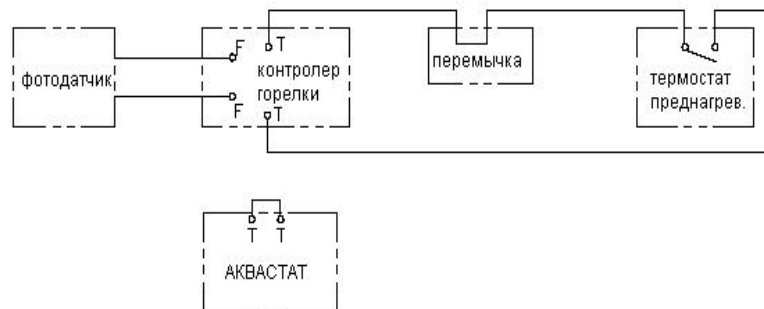 фотодатчик
F
T
контролер
горелки
F
T
перемычка
термостат
преднагрев.
T T
АКВАСТАТ